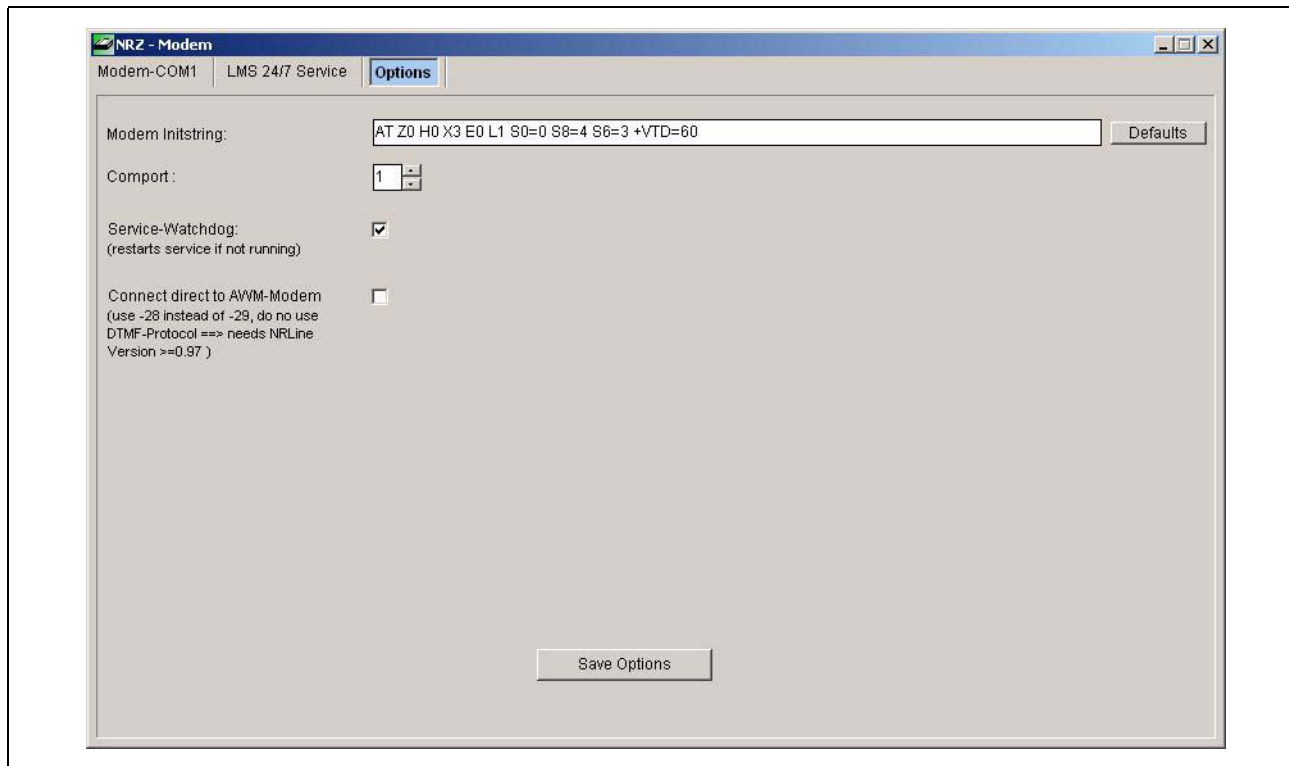 NRZ - Modem
Modem-COM1 LMS 24/7 Service Options
Modem Initstring: AT Z0 H0 X3 E0 L1 S0=0 S8=4 S6=3 +VTD=60 Defaults
Comport : 1
Service-Watchdog:
(restarts service if not running)
Connect direct to AWM-Modem
(use -28 instead of -29, do no use
DTMF-Protocol ==> needs NRLine
Version >=0.97 )
Save Options